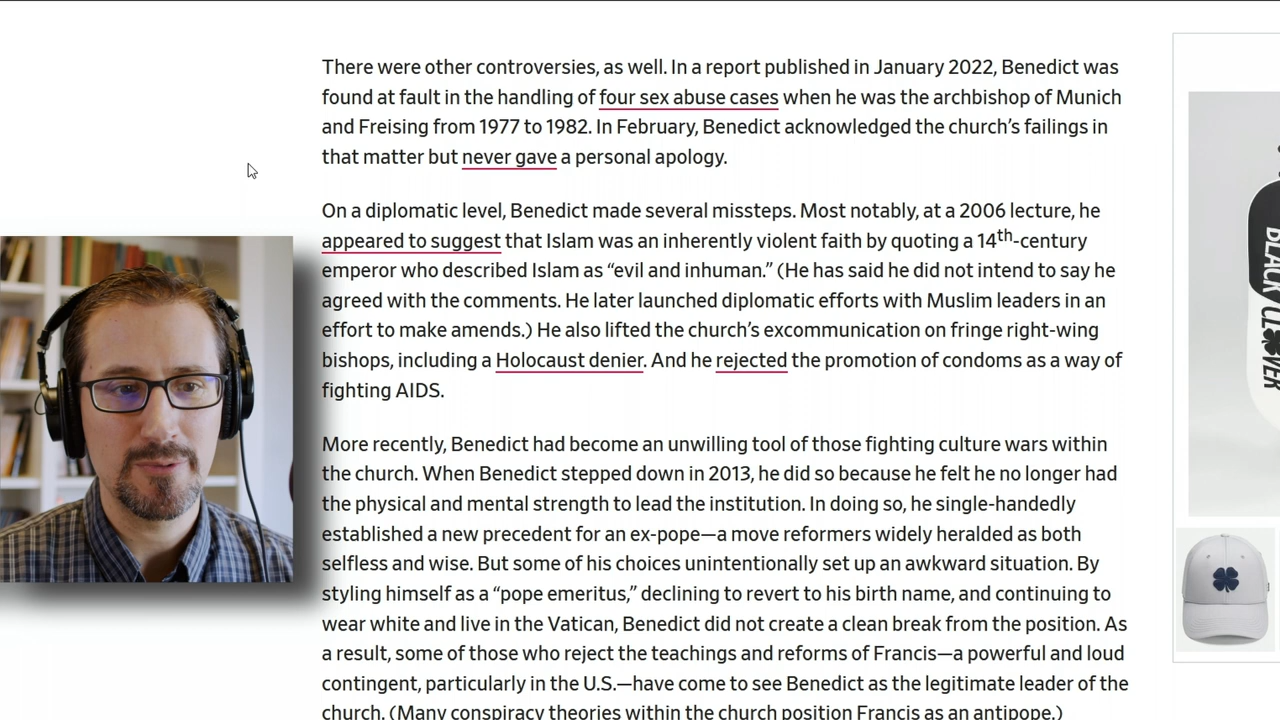 There were other controversies, as well. In a report published in January 2022, Benedict was
found at fault in the handling of four sex abuse cases when he was the archbishop of Munich
and Freising from 1977 to 1982. In February, Benedict acknowledged the church’s failings in
that matter but never gave a personal apology.
On a diplomatic level, Benedict made several missteps. Most notably, at a 2006 lecture, he
appeared to suggest that Islam was an inherently violent faith by quoting a 14th-century
emperor who described Islam as “evil and inhuman.” (He has said he did not intend to say he
agreed with the comments. He later launched diplomatic efforts with Muslim leaders in an
effort to make amends.) He also lifted the church’s excommunication on fringe right-wing
bishops, including a Holocaust denier. And he rejected the promotion of condoms as a way of
fighting AIDS.
More recently, Benedict had become an unwilling tool of those fighting culture wars within
the church. When Benedict stepped down in 2013, he did so because he felt he no longer had
the physical and mental strength to lead the institution. In doing so, he single-handedly
established a new precedent for an ex-pope—a move reformers widely heralded as both
selfless and wise. But some of his choices unintentionally set up an awkward situation. By
styling himself as a “pope emeritus,” declining to revert to his birth name, and continuing to
wear white and live in the Vatican, Benedict did not create a clean break from the position. As
a result, some of those who reject the teachings and reforms of Francis—a powerful and loud
contingent, particularly in the U.S.—have come to see Benedict as the legitimate leader of the
church. (Many conspiracy theories within the church position Francis as an antipope.)
BLACK CL VER